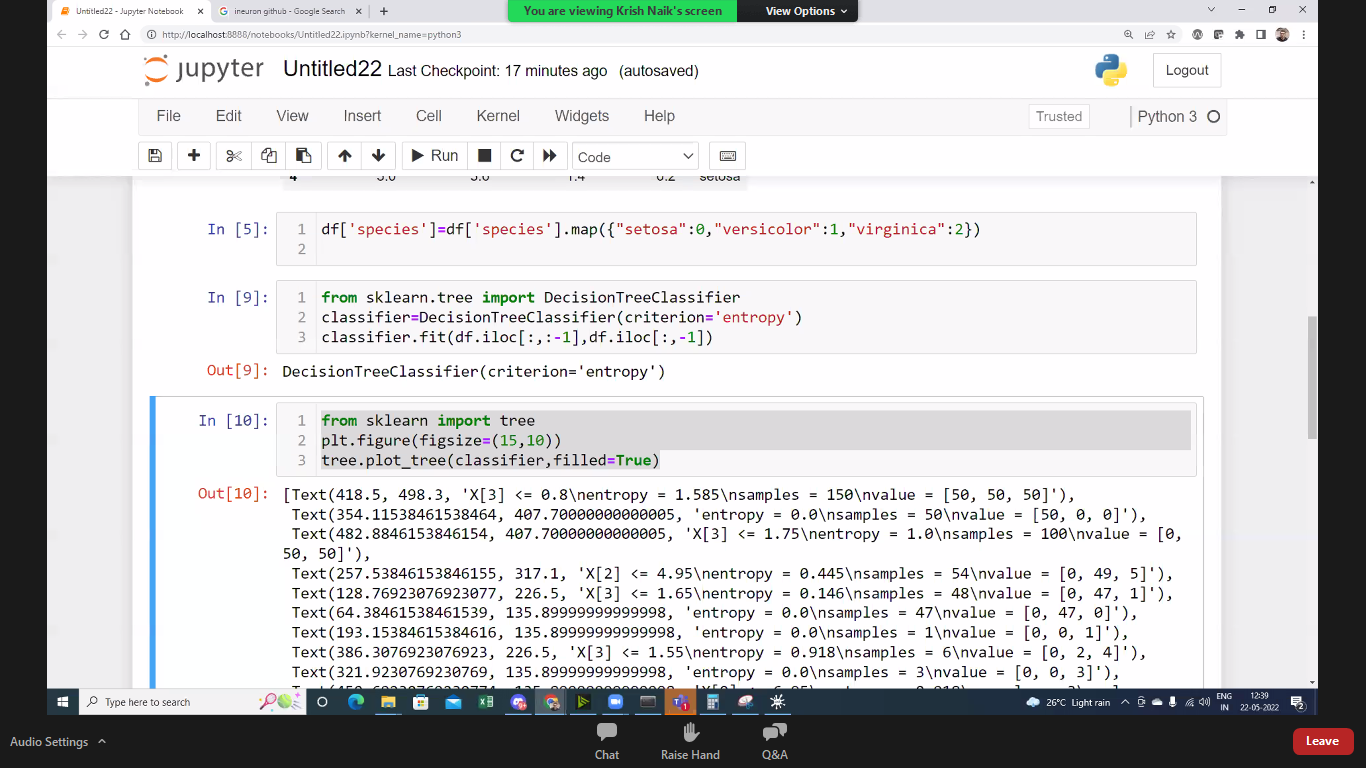 Untitled22 - Jupyter Notebook
ineuron github - Google Search
You are viewing Krish Naik's screen
View Options
http://localhost:8888/notebooks/Untitled22.ipynb?kernel_name=python3
jupyter Untitled22 Last Checkpoint: 17 minutes ago (autosaved)
Logout
File Edit View Insert Cell Kernel Widgets Help
Trusted
Python 3
Run
Code
4 3.0 1.4 0.2 setosa
In [5]: 1 df['species']=df['species'].map({"setosa":0,"versicolor":1,"virginica":2})
2
In [9]: 1 from sklearn.tree import DecisionTreeClassifier
2 classifier=DecisionTreeClassifier(criterion='entropy')
3 classifier.fit(df.iloc[:,:-1],df.iloc[:,-1])
Out[9]: DecisionTreeClassifier(criterion='entropy')
In [10]: 1 from sklearn import tree
2 plt.figure(figsize=(15,10))
3 tree.plot_tree(classifier,filled=True)
Out[10]: [Text(418.5, 498.3, 'X[3] <= 0.8\nentropy = 1.585\nsamples = 150\nvalue = [50, 50, 50]'),
Text(354.11538461538464, 407.70000000000005, 'entropy = 0.0\nsamples = 50\nvalue = [50, 0, 0]'),
Text(482.8846153846154, 407.70000000000005, 'X[3] <= 1.75\nentropy = 1.0\nsamples = 100\nvalue = [0,
50, 50]'),
Text(257.53846153846155, 317.1, 'X[2] <= 4.95\nentropy = 0.445\nsamples = 54\nvalue = [0, 49, 5]'),
Text(128.76923076923077, 226.5, 'X[3] <= 1.65\nentropy = 0.146\nsamples = 48\nvalue = [0, 47, 1]'),
Text(64.38461538461539, 135.89999999999998, 'entropy = 0.0\nsamples = 47\nvalue = [0, 47, 0]'),
Text(193.15384615384616, 135.89999999999998, 'entropy = 0.0\nsamples = 1\nvalue = [0, 0, 1]'),
Text(386.3076923076923, 226.5, 'X[3] <= 1.55\nentropy = 0.918\nsamples = 6\nvalue = [0, 2, 4]'),
Text(321.9230769230769, 135.89999999999998, 'entropy = 0.0\nsamples = 3\nvalue = [0, 0, 3]'),
Type here to search
26°C Light rain
ENG
IN
12:39
22-05-2022
2
Audio Settings
Chat
Raise Hand
Q&A
Leave